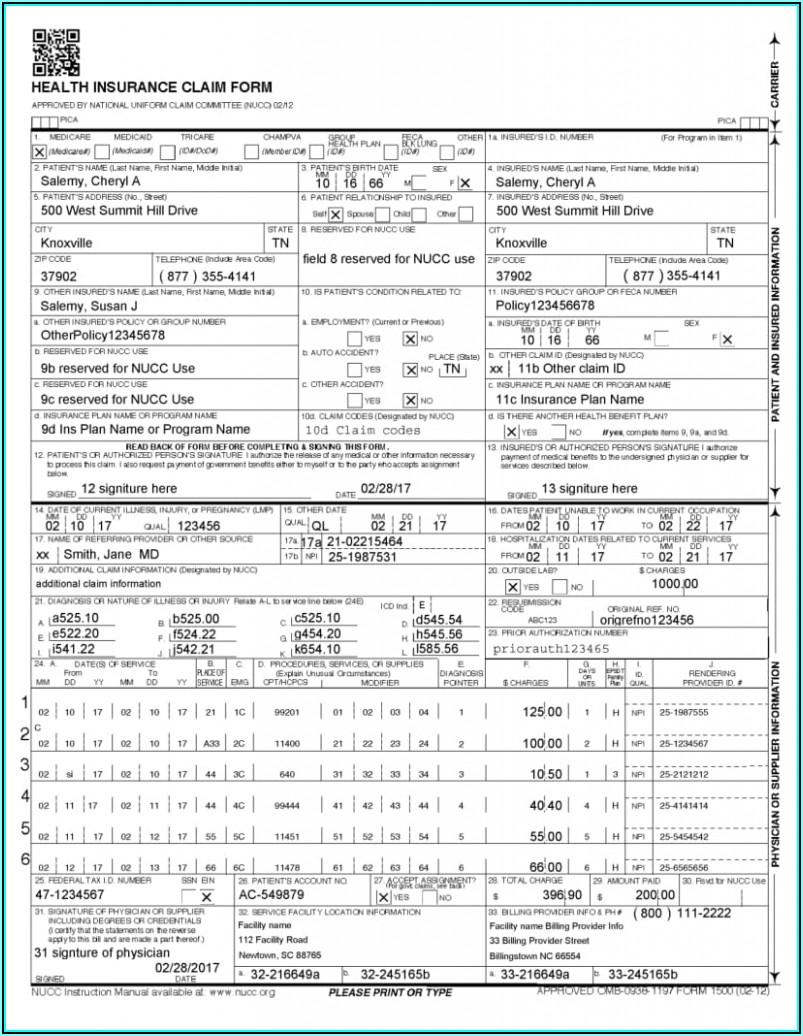 HEALTH INSURANCE CLAIM FORM
APPROVED BY NATIONAL UNIFORM CLAIM COMMITTEE (NUCC) 02/12
PICA PICA
CARRIER
1. MEDICARE MEDICAID TRICARE CHAMPVA GROUP HEALTH PLAN FECA BLK LUNG OTHER 1a. INSURED'S I.D. NUMBER (For Program in Item 1)
X (Medicare#) (Medicaid#) (ID#/DoD#) (Member ID#) (ID#) (ID#) (ID#)
2. PATIENT'S NAME (Last Name, First Name, Middle Initial) 3. PATIENT'S BIRTH DATE SEX 4. INSURED'S NAME (Last Name, First Name, Middle Initial)
MM DD YY
Salemy, Cheryl A 10 16 66 M F X Salemy, Cheryl A
5. PATIENT'S ADDRESS (No., Street) 6. PATIENT RELATIONSHIP TO INSURED 7. INSURED'S ADDRESS (No., Street)
500 West Summit Hill Drive Self X Spouse Child Other 500 West Summit Hill Drive
CITY STATE 8. RESERVED FOR NUCC USE CITY STATE
Knoxville TN Knoxville TN
field 8 reserved for NUCC use
ZIP CODE TELEPHONE (Include Area Code) ZIP CODE TELEPHONE (Include Area Code)
37902 ( 877 ) 355-4141 37902 ( 877 ) 355-4141
9. OTHER INSURED'S NAME (Last Name, First Name, Middle Initial) 10. IS PATIENT'S CONDITION RELATED TO: 11. INSURED'S POLICY GROUP OR FECA NUMBER
Salemy, Susan J Policy123456678
a. OTHER INSURED'S POLICY OR GROUP NUMBER a. EMPLOYMENT? (Current or Previous) a. INSURED'S DATE OF BIRTH SEX
MM DD YY
OtherPolicy12345678 YES X NO 10 16 66 M F X
b. RESERVED FOR NUCC USE b. AUTO ACCIDENT? PLACE (State) b. OTHER CLAIM ID (Designated by NUCC)
9b reserved for NUCC Use YES X NO TN xx 11b Other claim ID
c. RESERVED FOR NUCC USE c. OTHER ACCIDENT? c. INSURANCE PLAN NAME OR PROGRAM NAME
9c reserved for NUCC Use YES X NO 11c Insurance Plan Name
d. INSURANCE PLAN NAME OR PROGRAM NAME 10d. CLAIM CODES (Designated by NUCC) d. IS THERE ANOTHER HEALTH BENEFIT PLAN?
9d Ins Plan Name or Program Name 10d Claim codes X YES NO If yes, complete items 9, 9a, and 9d.
PATIENT AND INSURED INFORMATION
READ BACK OF FORM BEFORE COMPLETING & SIGNING THIS FORM.
12. PATIENT'S OR AUTHORIZED PERSON'S SIGNATURE I authorize the release of any medical or other information necessary
to process this claim. I also request payment of government benefits either to myself or to the party who accepts assignment
below.
SIGNED 12 signiture here DATE 02/28/17
13. INSURED'S OR AUTHORIZED PERSON'S SIGNATURE I authorize
payment of medical benefits to the undersigned physician or supplier for
services described below.
SIGNED 13 signiture here
14. DATE OF CURRENT ILLNESS, INJURY, or PREGNANCY (LMP) 15. OTHER DATE 16. DATES PATIENT UNABLE TO WORK IN CURRENT OCCUPATION
MM DD YY MM DD YY MM DD YY MM DD YY
02 10 17 QUAL. 123456 QUAL. QL 02 21 17 FROM 02 10 17 TO 02 22 17
17. NAME OF REFERRING PROVIDER OR OTHER SOURCE 17a. 17a 21-02215464 18. HOSPITALIZATION DATES RELATED TO CURRENT SERVICES
MM DD YY MM DD YY
xx Smith, Jane MD 17b. NPI 25-1987531 FROM 02 11 17 TO 02 21 17
19. ADDITIONAL CLAIM INFORMATION (Designated by NUCC) 20. OUTSIDE LAB? $ CHARGES
additional claim information X YES NO 1000 00
21. DIAGNOSIS OR NATURE OF ILLNESS OR INJURY Relate A-L to service line below (24E) ICD Ind. E 22. RESUBMISSION CODE ORIGINAL REF. NO.
A. a525.10 B. b525.00 C. c525.10 D. d545.54 ABC123 origrefno123456
E. e522.20 F. f524.22 G. g454.20 H. h545.56 23. PRIOR AUTHORIZATION NUMBER
I. i541.22 J. j542.21 K. k654.10 L. l585.56 priorauth123465
24. A. DATE(S) OF SERVICE B. C. D. PROCEDURES, SERVICES, OR SUPPLIES E. F. G. H. I. J.
From To PLACE OF (Explain Unusual Circumstances) DIAGNOSIS DAYS OR EPSDT Family ID. RENDERING
MM DD YY MM DD YY SERVICE EMG CPT/HCPCS MODIFIER POINTER $ CHARGES UNITS Plan QUAL. PROVIDER ID. #
1 02 10 17 02 10 17 21 1C 99201 01 02 03 04 1 125 00 1 H NPI 25-1987555
C
2 02 10 17 02 10 17 A33 2C 11400 21 22 23 24 2 100 00 2 H NPI 25-1234567
3 02 si 17 02 10 17 44 3C 640 31 32 33 34 3 10 50 1 3 NPI 25-2121212
4 02 11 17 02 11 17 44 4C 99444 41 42 43 44 4 40 40 4 H NPI 25-4141414
5 02 11 17 02 12 17 55 5C 11451 51 52 53 54 5 55 00 5 H NPI 25-5454542
6 02 12 17 02 13 17 66 6C 11478 61 62 63 64 6 66 00 6 H NPI 25-6565656
PHYSICIAN OR SUPPLIER INFORMATION
25. FEDERAL TAX I.D. NUMBER SSN EIN 26. PATIENT'S ACCOUNT NO. 27. ACCEPT ASSIGNMENT? 28. TOTAL CHARGE 29. AMOUNT PAID 30. Rsvd for NUCC Use
(For govt. claims, see back)
47-1234567 X AC-549879 X YES NO $ 396 90 $ 200 00
31. SIGNATURE OF PHYSICIAN OR SUPPLIER
INCLUDING DEGREES OR CREDENTIALS
(I certify that the statements on the reverse
apply to this bill and are made a part thereof.)
31 signture of physician
02/28/2017
SIGNED DATE
32. SERVICE FACILITY LOCATION INFORMATION
Facility name
112 Facility Road
Newtown, SC 88765
a. 32-216649a b. 32-245165b
33. BILLING PROVIDER INFO & PH# ( 800 ) 111-2222
Facility name Billing Provider Info
33 Billing Provider Street
Billingstown NC 66554
a. 33-216649a b. 33-245165b
NUCC Instruction Manual available at: www.nucc.org PLEASE PRINT OR TYPE APPROVED OMB-0938-1197 FORM 1500 (02-12)